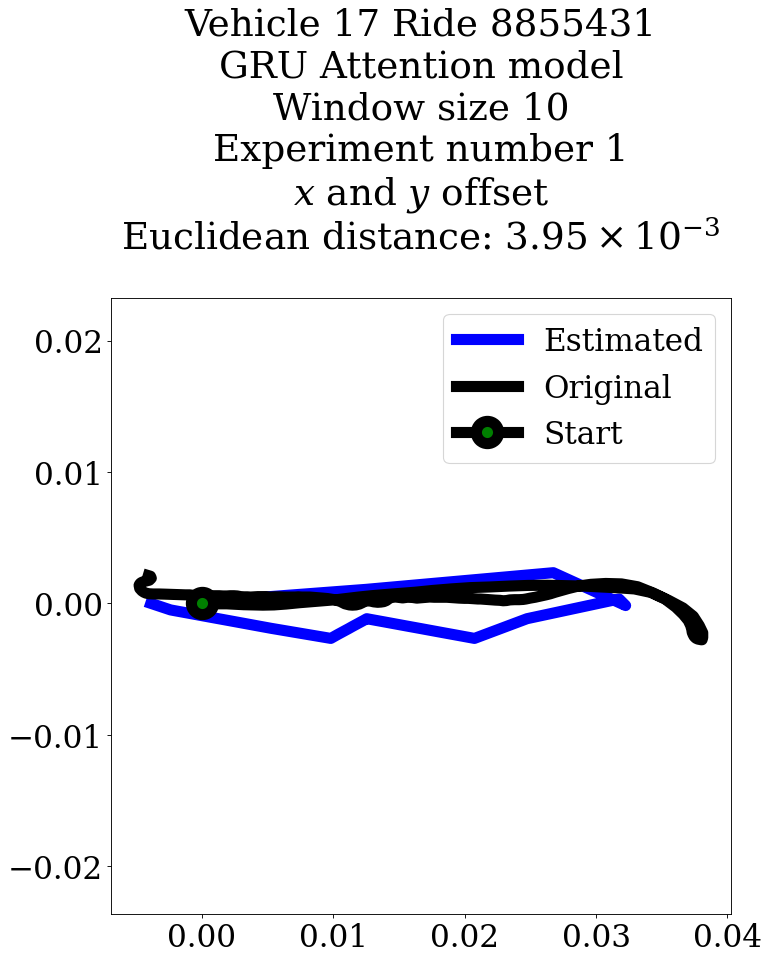 Vehicle 17 Ride 8855431
GRU Attention model
Window size 10
Experiment number 1
x and y offset
Euclidean distance: 3.95 × 10⁻³
Estimated
Original
Start
0.02
0.01
0.00
−0.01
−0.02
0.00 0.01 0.02 0.03 0.04